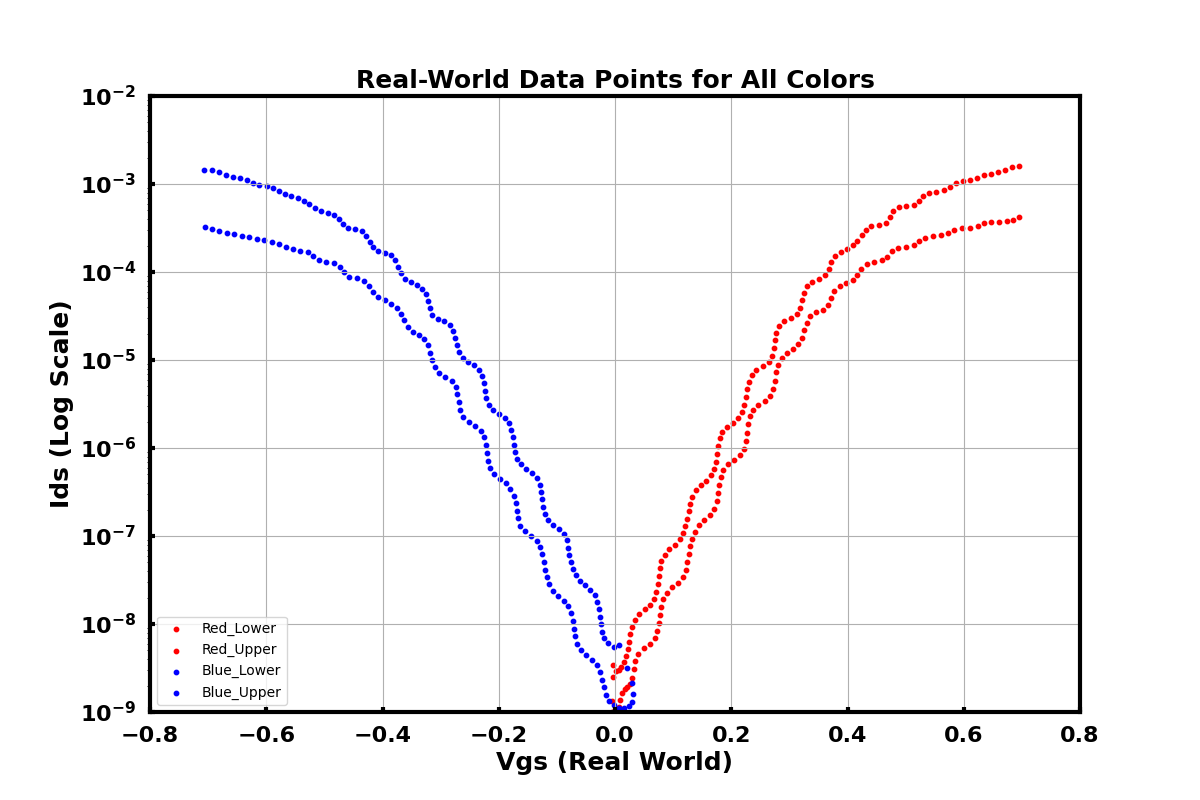 Real-World Data Points for All Colors
Ids (Log Scale)
10⁻²
10⁻³
10⁻⁴
10⁻⁵
10⁻⁶
10⁻⁷
10⁻⁸
10⁻⁹
Red_Lower
Red_Upper
Blue_Lower
Blue_Upper
−0.8 −0.6 −0.4 −0.2 0.0 0.2 0.4 0.6 0.8
Vgs (Real World)